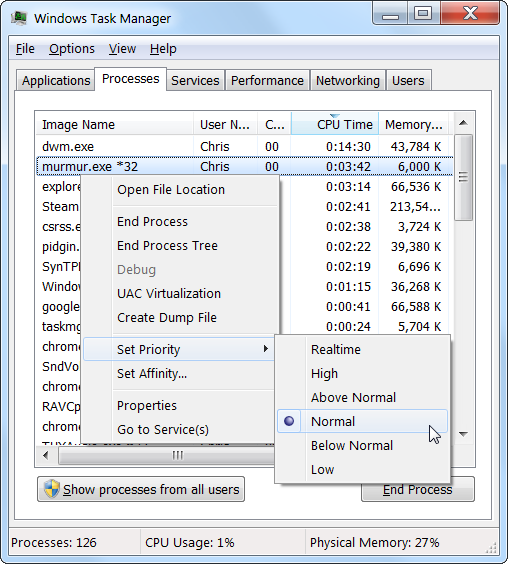 Windows Task Manager
File Options View Help
Applications Processes Services Performance Networking Users
Image Name User N... C... CPU Time Memory...
dwm.exe Chris 00 0:14:30 43,784 K
murmur.exe *32 Chris 00 0:03:42 6,000 K
explore 0:03:14 66,536 K
Steam 0:02:41 213,54...
csrss.e 0:02:38 3,724 K
pidgin. 0:02:22 39,380 K
SynTP 0:02:19 6,696 K
Window 0:01:15 36,268 K
google 0:00:41 66,588 K
taskmg 0:00:24 5,704 K
chrom
SndVo
chrom
RAVCp
chrom
Open File Location
End Process
End Process Tree
Debug
UAC Virtualization
Create Dump File
Set Priority
Set Affinity...
Properties
Go to Service(s)
Realtime
High
Above Normal
Normal
Below Normal
Low
Show processes from all users End Process
Processes: 126 CPU Usage: 1% Physical Memory: 27%